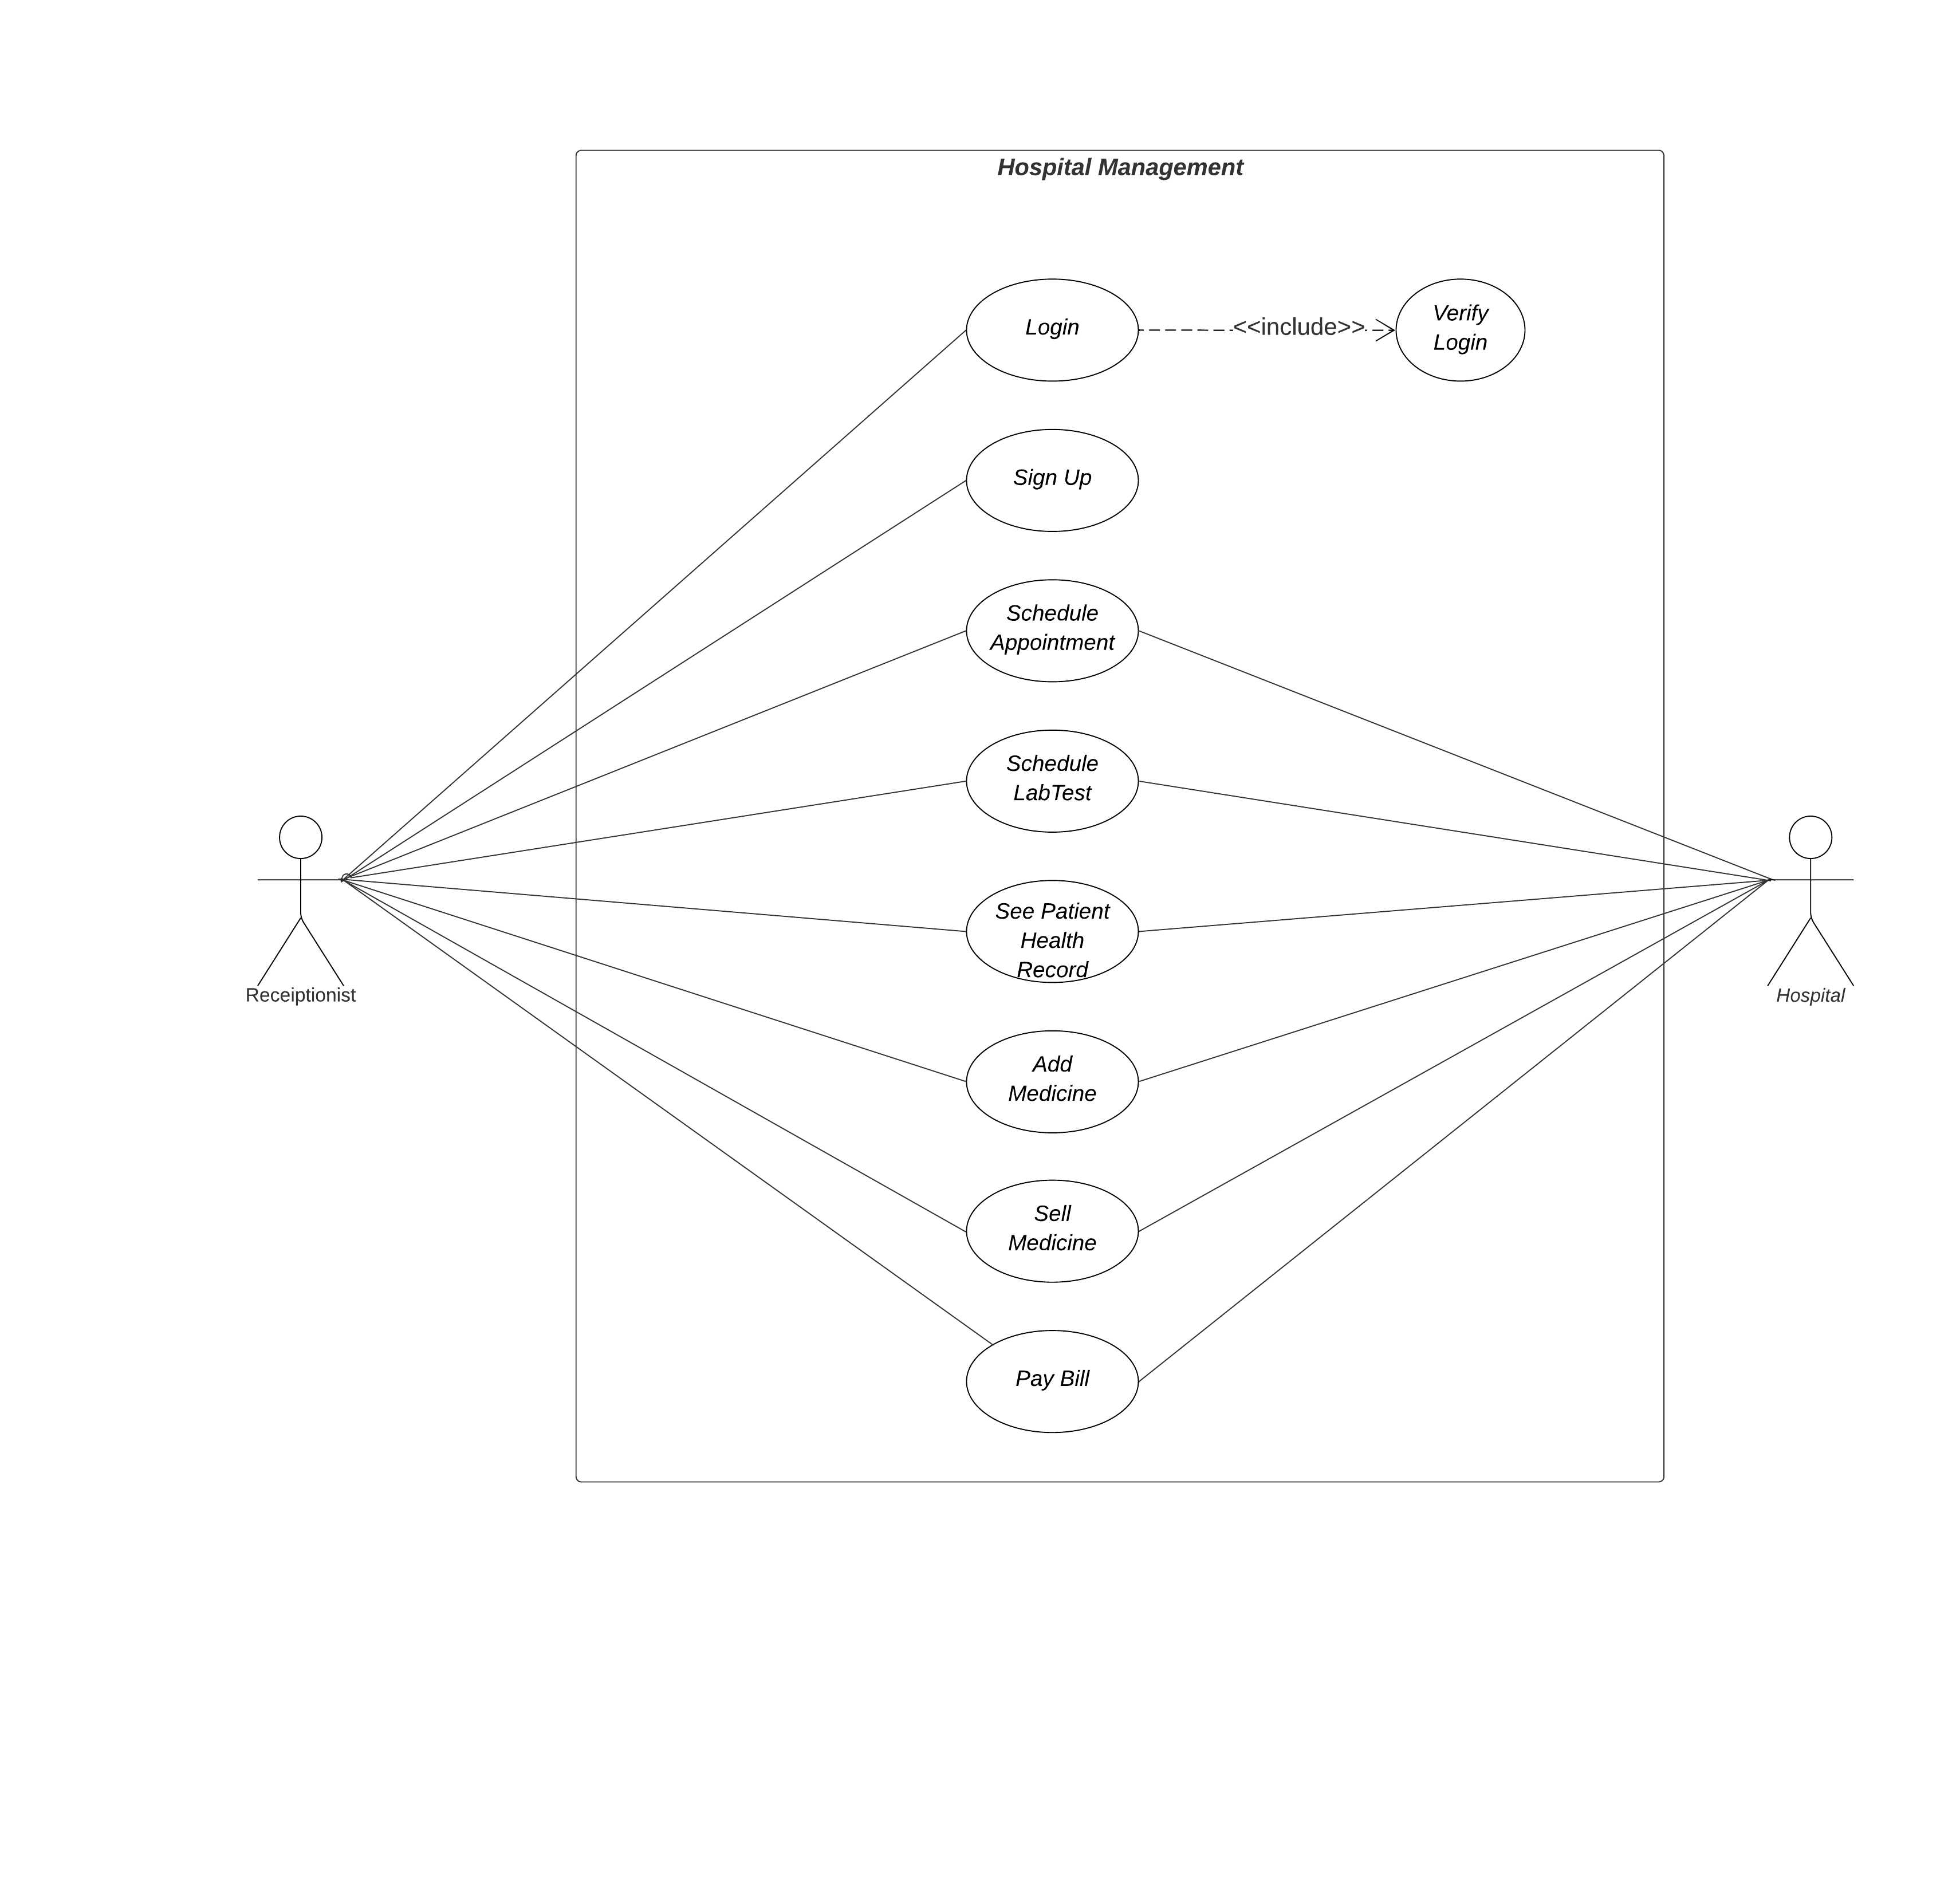 Hospital Management
Login
<<include>>
Verify
Login
Sign Up
Schedule
Appointment
Schedule
LabTest
See Patient
Health
Record
Receiptionist
Hospital
Add
Medicine
Sell
Medicine
Pay Bill